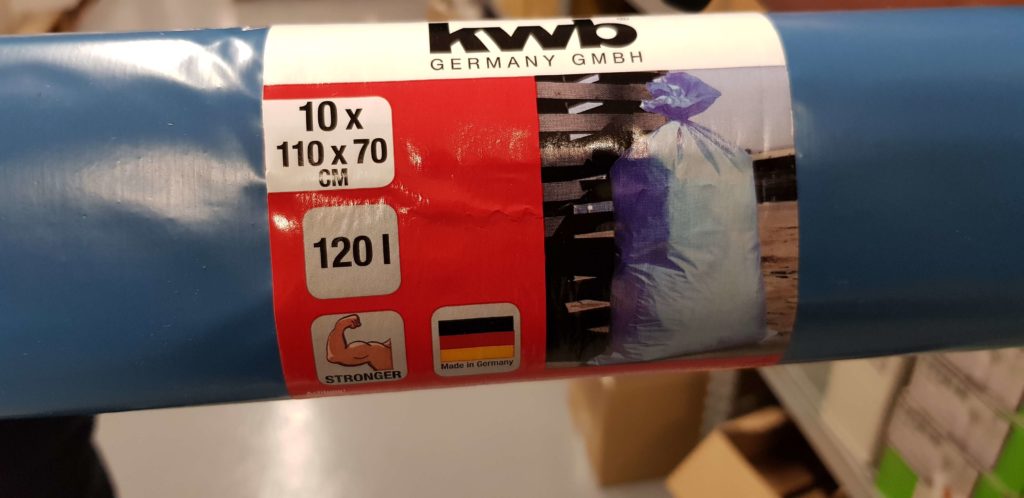 kwb
GERMANY GMBH
10 x
110 x 70
CM
120 l
STRONGER
Made in Germany